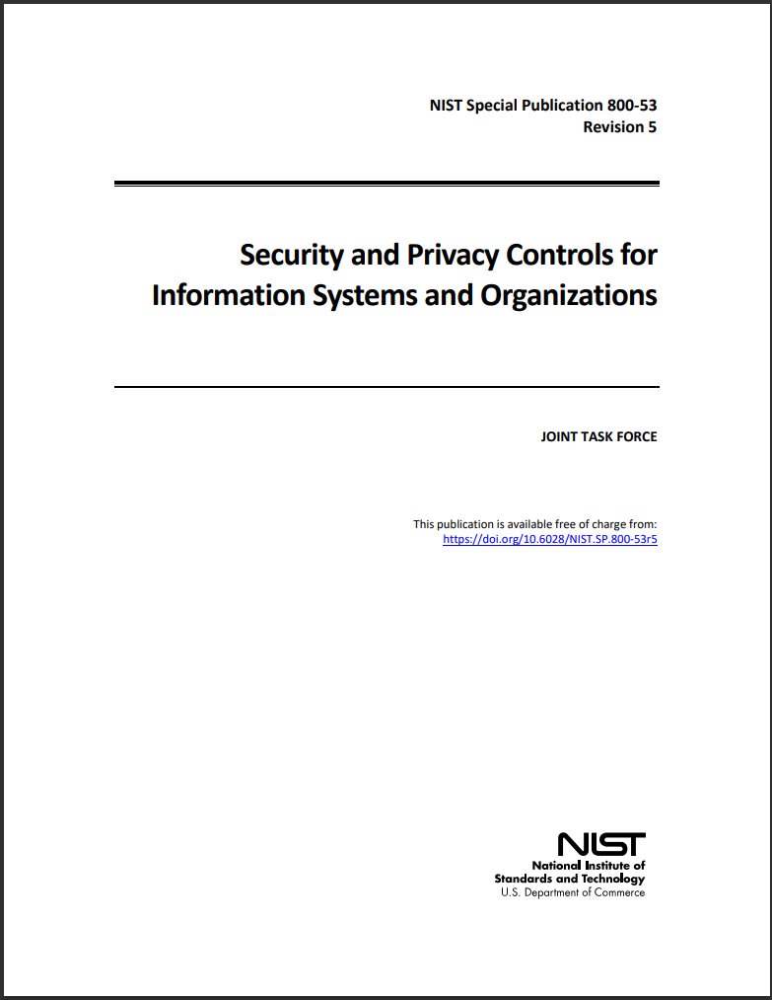 NIST Special Publication 800-53
Revision 5
Security and Privacy Controls for
Information Systems and Organizations
JOINT TASK FORCE
This publication is available free of charge from:
https://doi.org/10.6028/NIST.SP.800-53r5
NIST
National Institute of
Standards and Technology
U.S. Department of Commerce